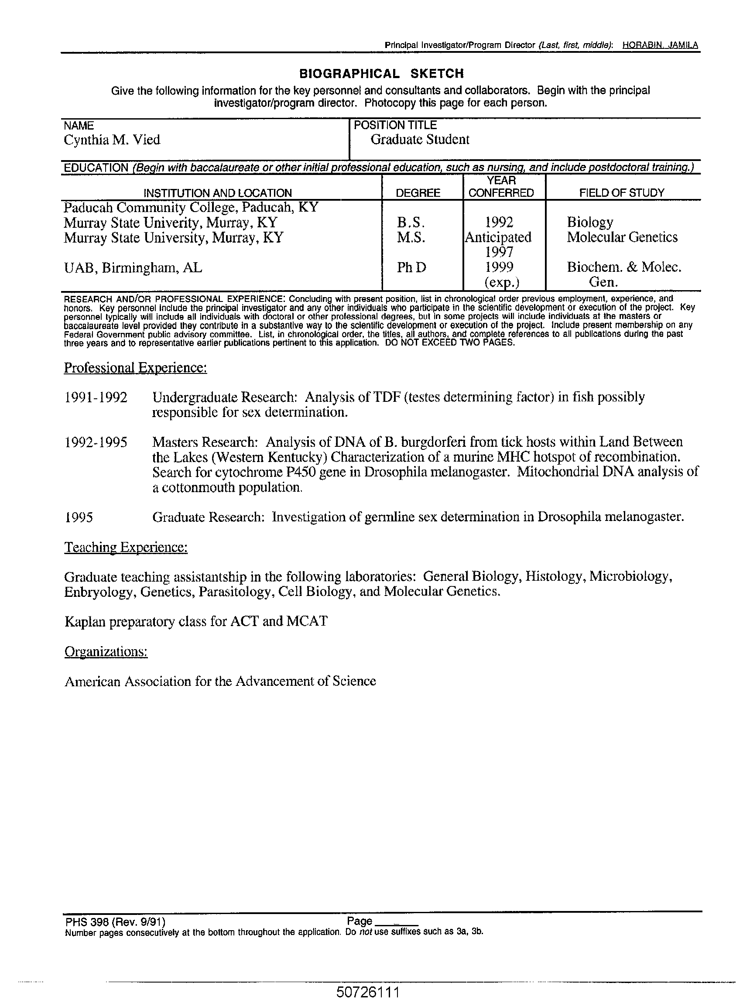 Principal Investigator/Program Director (Last, first, middle): HORABIN, JAMILA
BIOGRAPHICAL SKETCH
Give the following information for the key personnel and consultants and collaborators. Begin with the principal
investigator/program director. Photocopy this page for each person.
NAME POSITION TITLE
Cynthia M. Vied Graduate Student
EDUCATION (Begin with baccalaureate or other initial professional education, such as nursing, and include postdoctoral training.)
INSTITUTION AND LOCATION DEGREE YEAR CONFERRED FIELD OF STUDY
Paducah Community College, Paducah, KY
Murray State Univerity, Murray, KY B.S. 1992 Biology
Murray State University, Murray, KY M.S. Anticipated Molecular Genetics
1997
UAB, Birmingham, AL Ph D 1999 Biochem. & Molec.
(exp.) Gen.
RESEARCH AND/OR PROFESSIONAL EXPERIENCE: Concluding with present position, list in chronological order previous employment, experience, and
honors. Key personnel include the principal investigator and any other individuals who participate in the scientific development or execution of the project. Key
personnel typically will include all individuals with doctoral or other professional degrees, but in some projects will include individuals at the masters or
baccalaureate level provided they contribute in a substantive way to the scientific development or execution of the project. Include present membership on any
Federal Government public advisory committee. List, in chronological order, the titles, all authors, and complete references to all publications during the past
three years and to representative earlier publications pertinent to this application. DO NOT EXCEED TWO PAGES.
Professional Experience:
1991-1992 Undergraduate Research: Analysis of TDF (testes determining factor) in fish possibly
responsible for sex determination.
1992-1995 Masters Research: Analysis of DNA of B. burgdorferi from tick hosts within Land Between
the Lakes (Western Kentucky) Characterization of a murine MHC hotspot of recombination.
Search for cytochrome P450 gene in Drosophila melanogaster. Mitochondrial DNA analysis of
a cottonmouth population.
1995 Graduate Research: Investigation of germline sex determination in Drosophila melanogaster.
Teaching Experience:
Graduate teaching assistantship in the following laboratories: General Biology, Histology, Microbiology,
Enbryology, Genetics, Parasitology, Cell Biology, and Molecular Genetics.
Kaplan preparatory class for ACT and MCAT
Organizations:
American Association for the Advancement of Science
PHS 398 (Rev. 9/91) Page
Number pages consecutively at the bottom throughout the application. Do not use suffixes such as 3a, 3b.
50726111